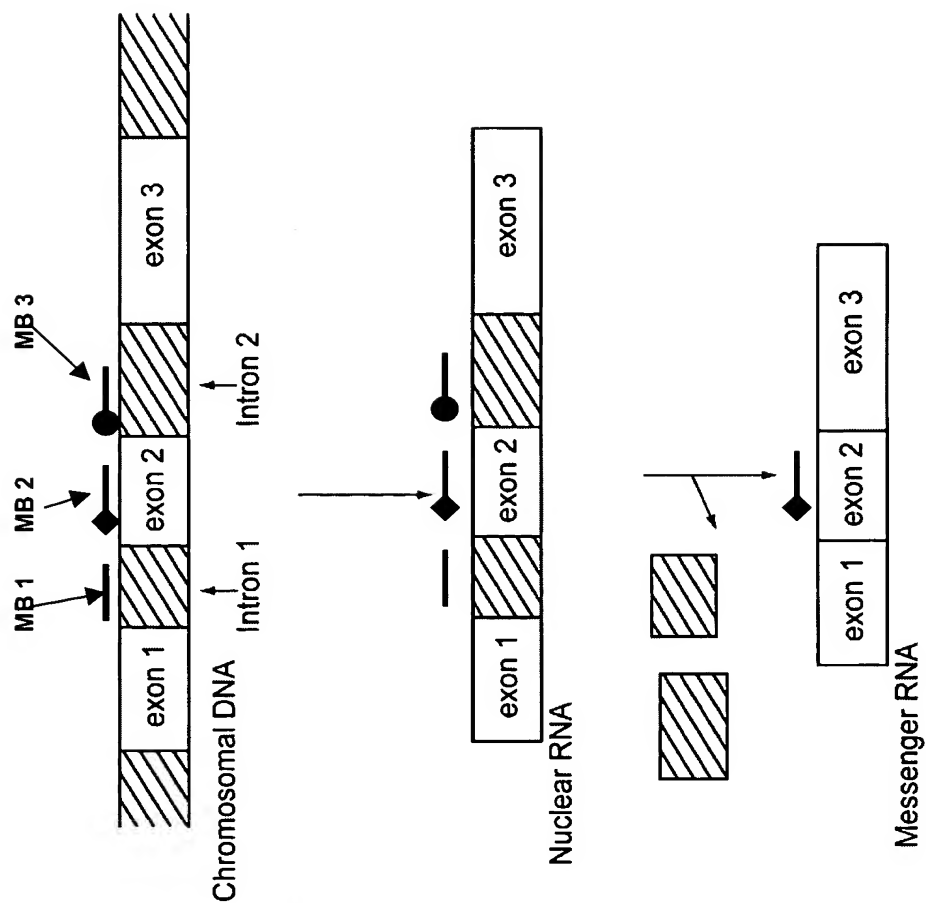 MB 1
MB 2
MB 3
exon 1
exon 2
exon 3
Intron 1
Intron 2
Chromosomal DNA
exon 1
exon 2
exon 3
Nuclear RNA
exon 1
exon 2
exon 3
Messenger RNA